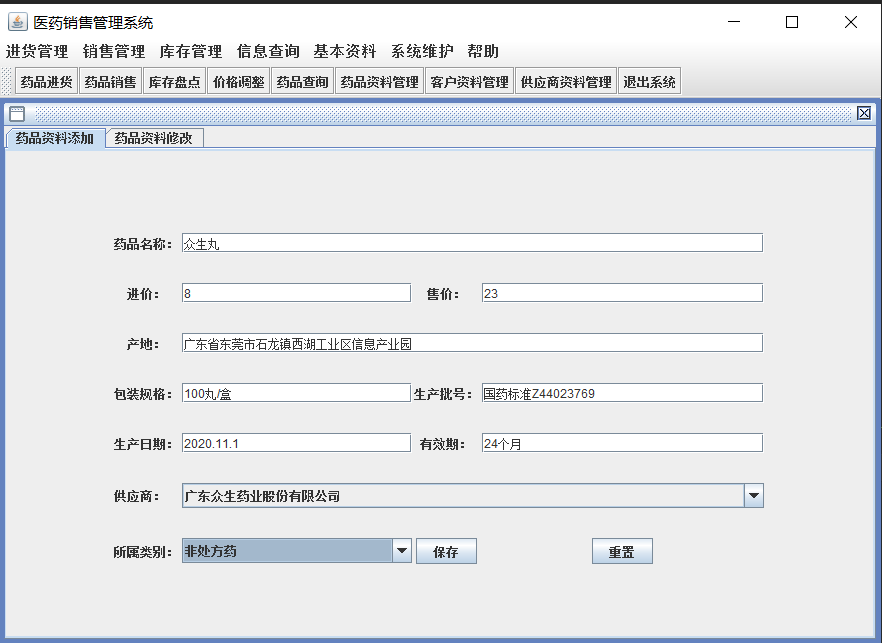 医药销售管理系统
进货管理 销售管理 库存管理 信息查询 基本资料 系统维护 帮助
药品进货 药品销售 库存盘点 价格调整 药品查询 药品资料管理 客户资料管理 供应商资料管理 退出系统
药品资料添加 药品资料修改
药品名称： 众生丸
进价： 8 售价： 23
产地： 广东省东莞市石龙镇西湖工业区信息产业园
包装规格： 100丸/盒 生产批号： 国药标准Z44023769
生产日期： 2020.11.1 有效期： 24个月
供应商： 广东众生药业股份有限公司
所属类别： 非处方药 保存 重置